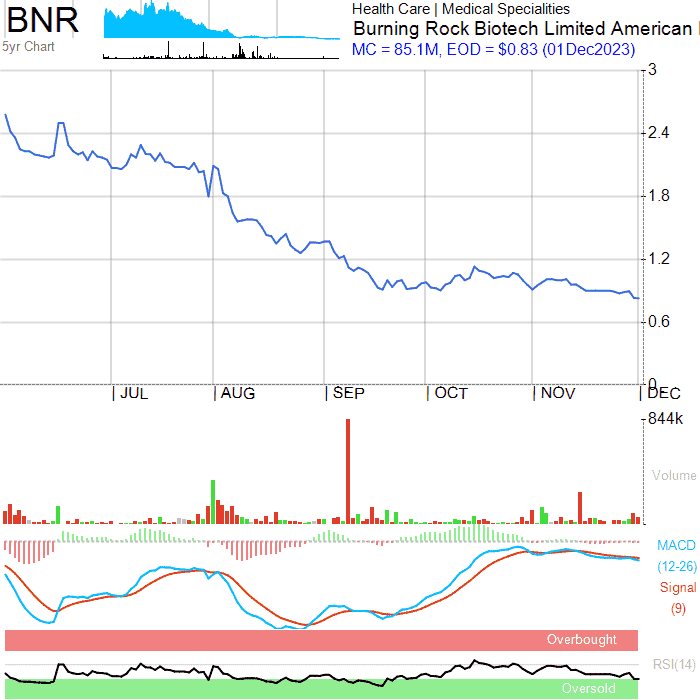 BNR
5yr Chart
Health Care | Medical Specialities
Burning Rock Biotech Limited American
MC = 85.1M, EOD = $0.83 (01Dec2023)
3
2.4
1.8
1.2
0.6
0
JUL
AUG
SEP
OCT
NOV
DEC
844k
Volume
MACD
(12-26)
Signal
(9)
Overbought
RSI(14)
Oversold